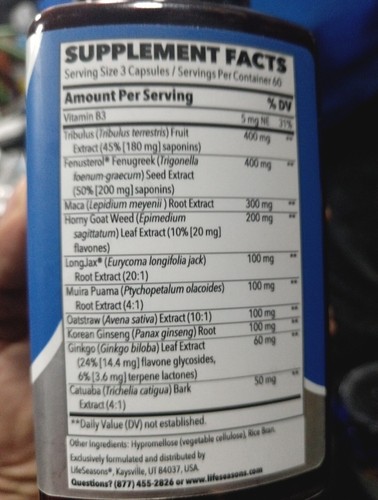 SUPPLEMENT FACTS
Serving Size 3 Capsules / Servings Per Container 60
Amount Per Serving % DV
Vitamin B3 5 mg NE 31%
Tribulus (Tribulus terrestris) Fruit 400 mg **
Extract (45% [180 mg] saponins)
Fenusterol® Fenugreek (Trigonella 400 mg **
foenum-graecum) Seed Extract
(50% [200 mg] saponins)
Maca (Lepidium meyenii ) Root Extract 300 mg **
Horny Goat Weed (Epimedium 200 mg **
sagittatum) Leaf Extract (10% [20 mg]
flavones)
LongJax® (Eurycoma longifolia jack) 100 mg **
Root Extract (20:1)
Muira Puama (Ptychopetalum olacoides) 100 mg **
Root Extract (4:1)
Oatstraw (Avena sativa) Extract (10:1) 100 mg **
Korean Ginseng (Panax ginseng) Root 100 mg **
Ginkgo (Ginkgo biloba) Leaf Extract 60 mg **
(24% [14.4 mg] flavone glycosides,
6% [3.6 mg] terpene lactones)
Catuaba (Trichelia catigua) Bark 50 mg **
Extract (4:1)
**Daily Value (DV) not established.
Other Ingredients: Hypromellose (vegetable cellulose), Rice Bran.
Exclusively formulated and distributed by
LifeSeasons®, Kaysville, UT 84037, USA.
Questions? (877) 455-2826 or www.lifeseasons.com